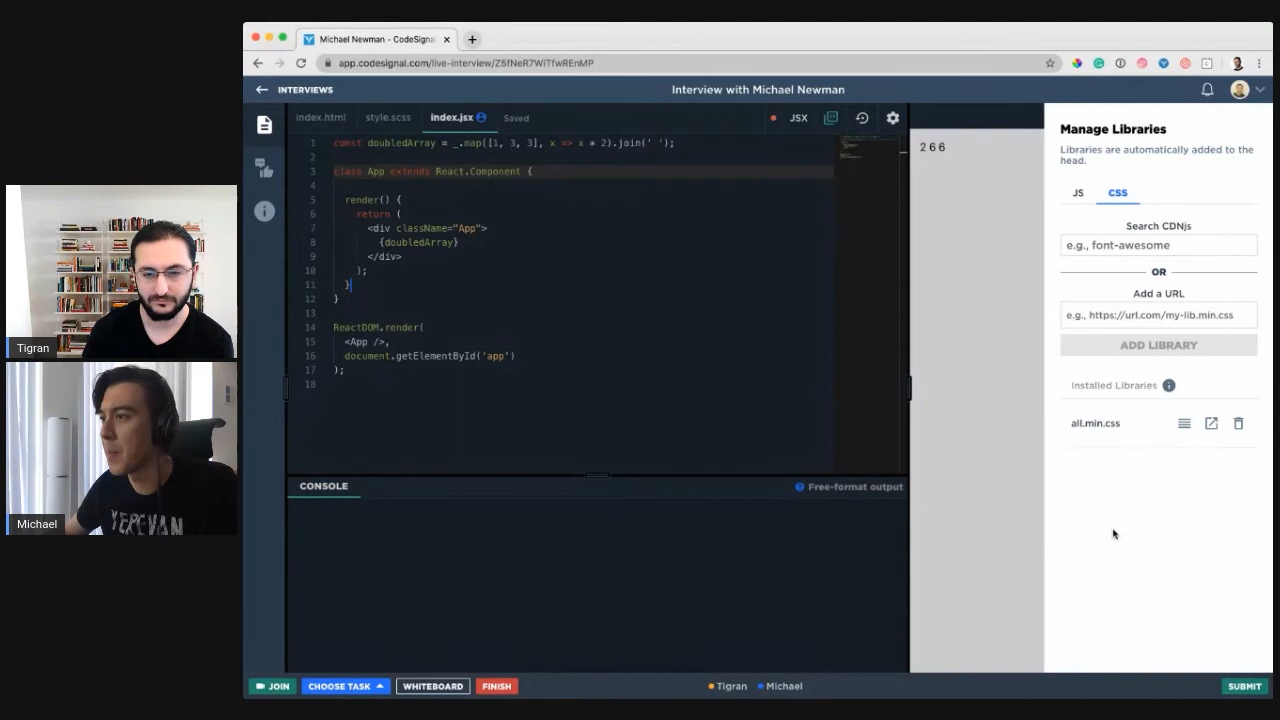 Michael Newman - CodeSignal
app.codesignal.com/live-interview/Z5fNeR7WiTfwREnMP
INTERVIEWS
Interview with Michael Newman
index.html
style.scss
index.jsx
Saved
JSX
1 const doubledArray = _.map([1, 3, 3], x => x * 2).join(' ');
2
3 class App extends React.Component {
4
5 render() {
6 return (
7 <div className="App">
8 {doubledArray}
9 </div>
10 );
11 }
12 }
13
14 ReactDOM.render(
15 <App />,
16 document.getElementById('app')
17 );
18
2 6 6
Manage Libraries
Libraries are automatically added to the
head.
JS
CSS
Search CDNjs
e.g., font-awesome
OR
Add a URL
e.g., https://url.com/my-lib.min.css
ADD LIBRARY
Installed Libraries
all.min.css
Tigran
Michael
YEREVAN
CONSOLE
Free-format output
JOIN
CHOOSE TASK
WHITEBOARD
FINISH
Tigran
Michael
SUBMIT